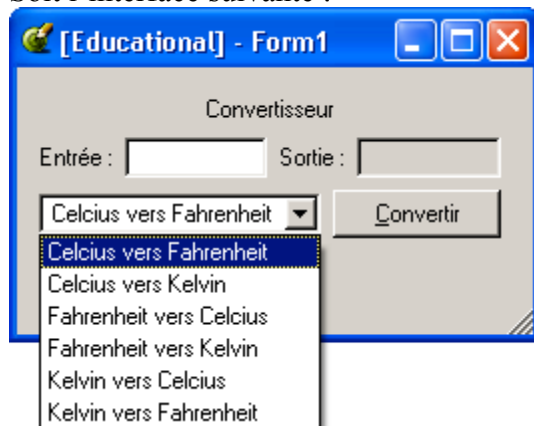 Soit l'interface suivante :
[Educational] - Form1
Convertisseur
Entrée : Sortie :
Celcius vers Fahrenheit Convertir
Celcius vers Fahrenheit
Celcius vers Kelvin
Fahrenheit vers Celcius
Fahrenheit vers Kelvin
Kelvin vers Celcius
Kelvin vers Fahrenheit